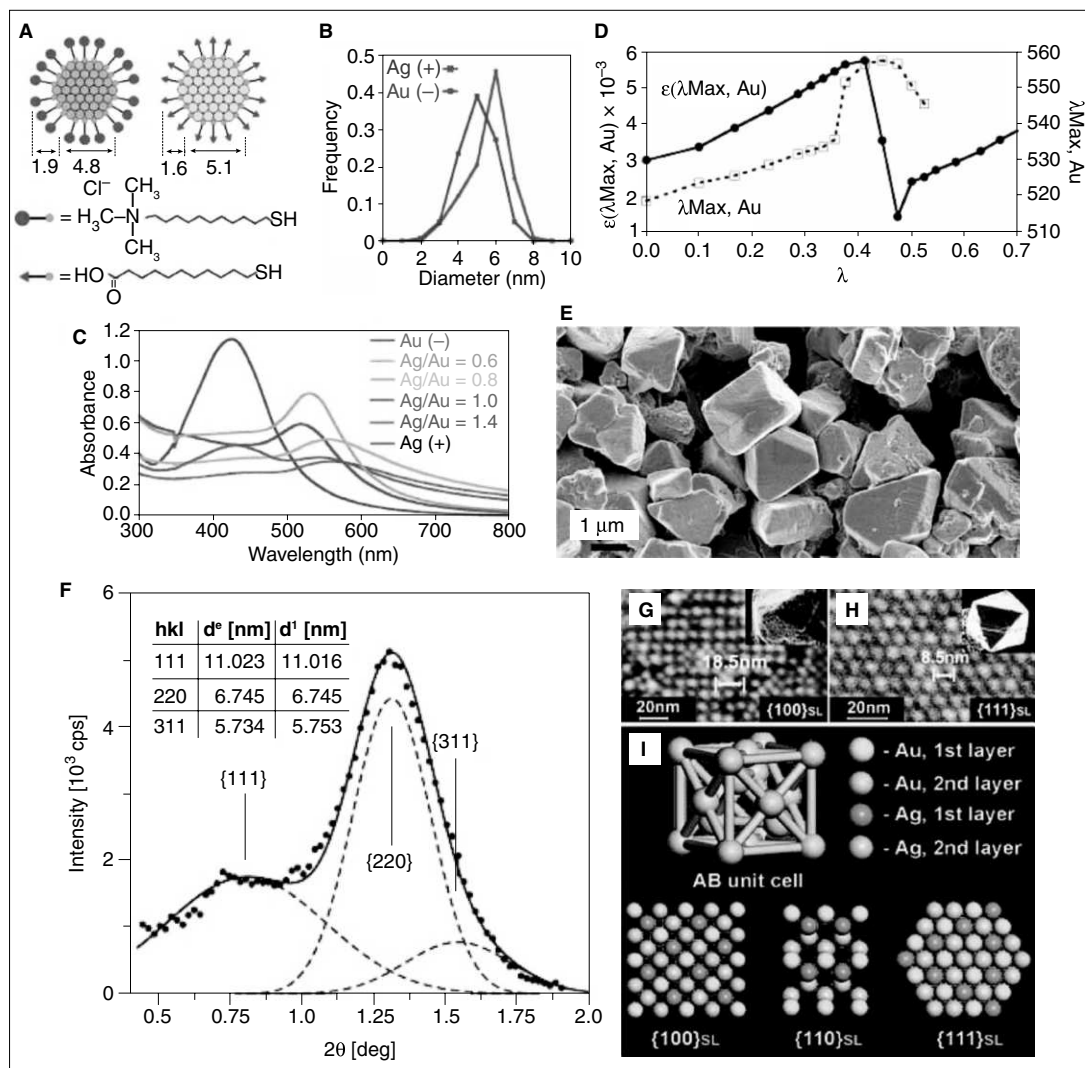 A
1.9
4.8
1.6
5.1
Cl–
CH3
H3C–N
SH
CH3
= HO
O
SH
B
Frequency
0.5
0.4
0.3
0.2
0.1
0
Ag (+)
Au (–)
0 2 4 6 8 10
Diameter (nm)
D
ε(λMax, Au) × 10–3
6
5
4
3
2
1
ε(λMax, Au)
λMax, Au
0.0 0.1 0.2 0.3 0.4 0.5 0.6 0.7
λ
560
550
540
530
520
510
λMax, Au
C
Absorbance
1.2
1.0
0.8
0.6
0.4
0.2
0.0
Au (–)
Ag/Au = 0.6
Ag/Au = 0.8
Ag/Au = 1.0
Ag/Au = 1.4
Ag (+)
300 400 500 600 700 800
Wavelength (nm)
E
1 μm
F
Intensity [10³ cps]
6
4
2
0
hkl de [nm] d1 [nm]
111 11.023 11.016
220 6.745 6.745
311 5.734 5.753
{111}
{220}
{311}
0.5 0.75 1.0 1.25 1.5 1.75 2.0
2θ [deg]
G
18.5nm
20nm
{100}SL
H
8.5nm
20nm
{111}SL
I
- Au, 1st layer
- Au, 2nd layer
- Ag, 1st layer
- Ag, 2nd layer
AB unit cell
{100}SL
{110}SL
{111}SL